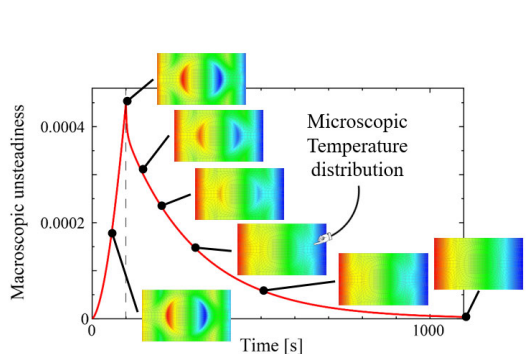 Macroscopic unsteadiness
0.0004
0.0002
0
Microscopic
Temperature
distribution
0
1000
Time [s]